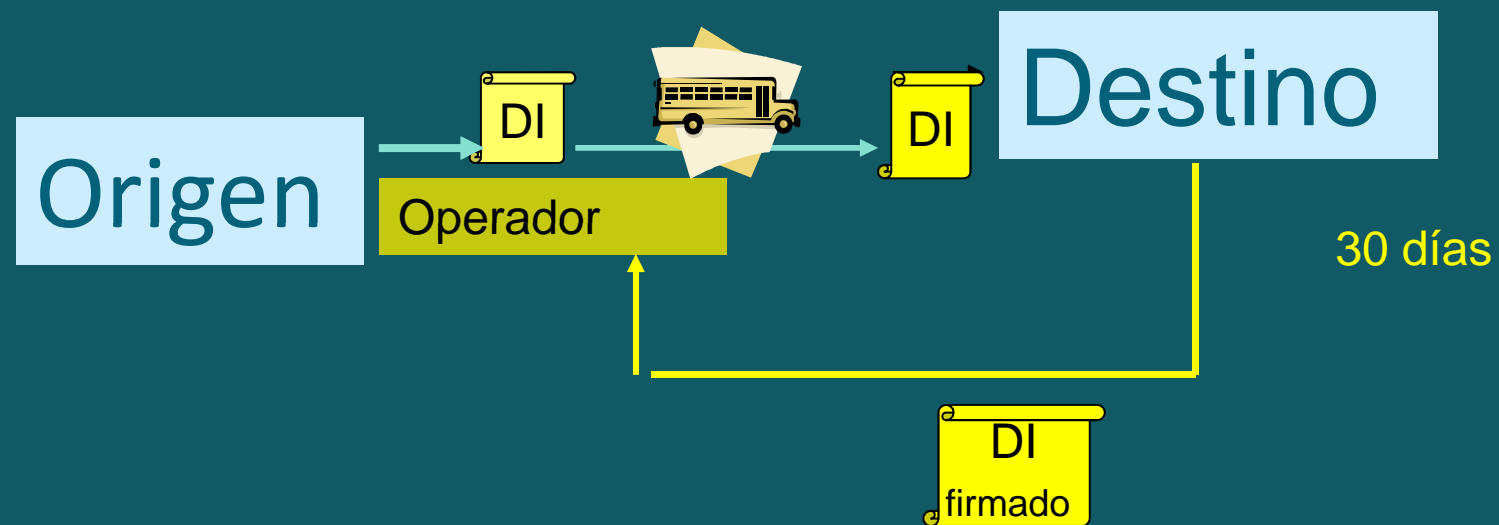 Origen
DI
DI
Destino
Operador
30 días
DI
firmado